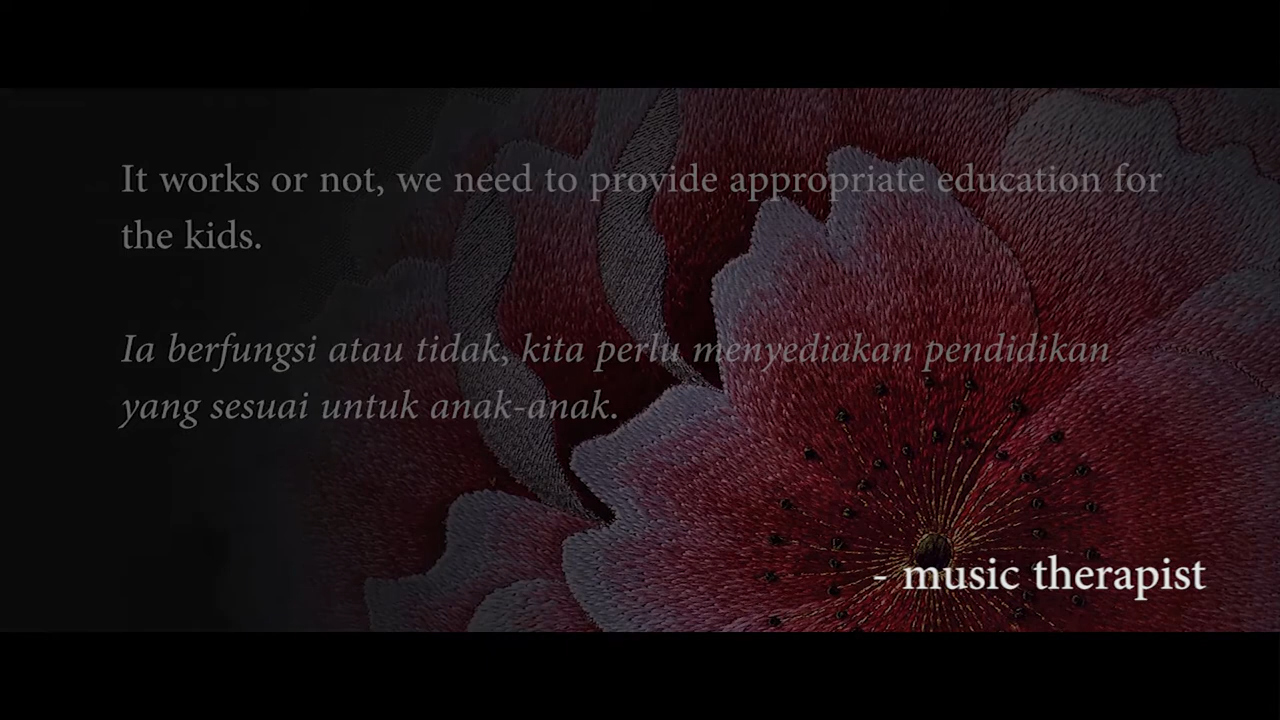 It works or not, we need to provide appropriate education for
the kids.
Ia berfungsi atau tidak, kita perlu menyediakan pendidikan
yang sesuai untuk anak-anak.
- music therapist